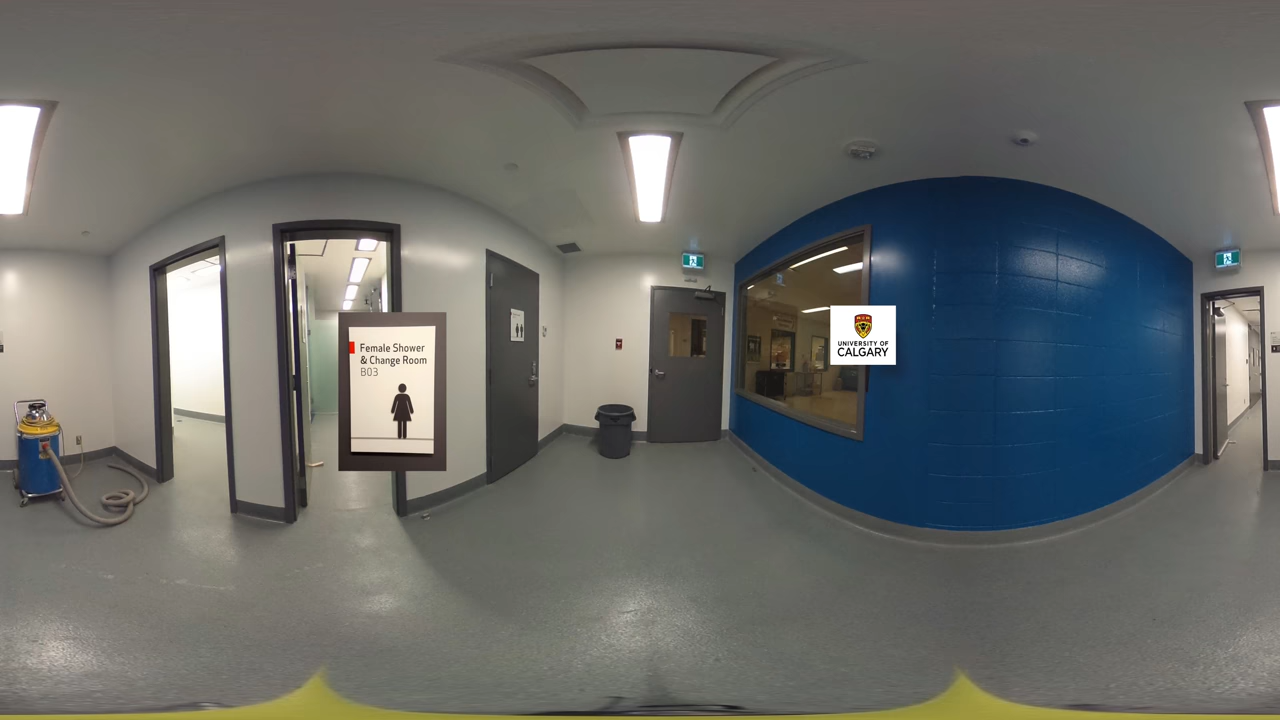 Female Shower
& Change Room
B03
UNIVERSITY OF
CALGARY